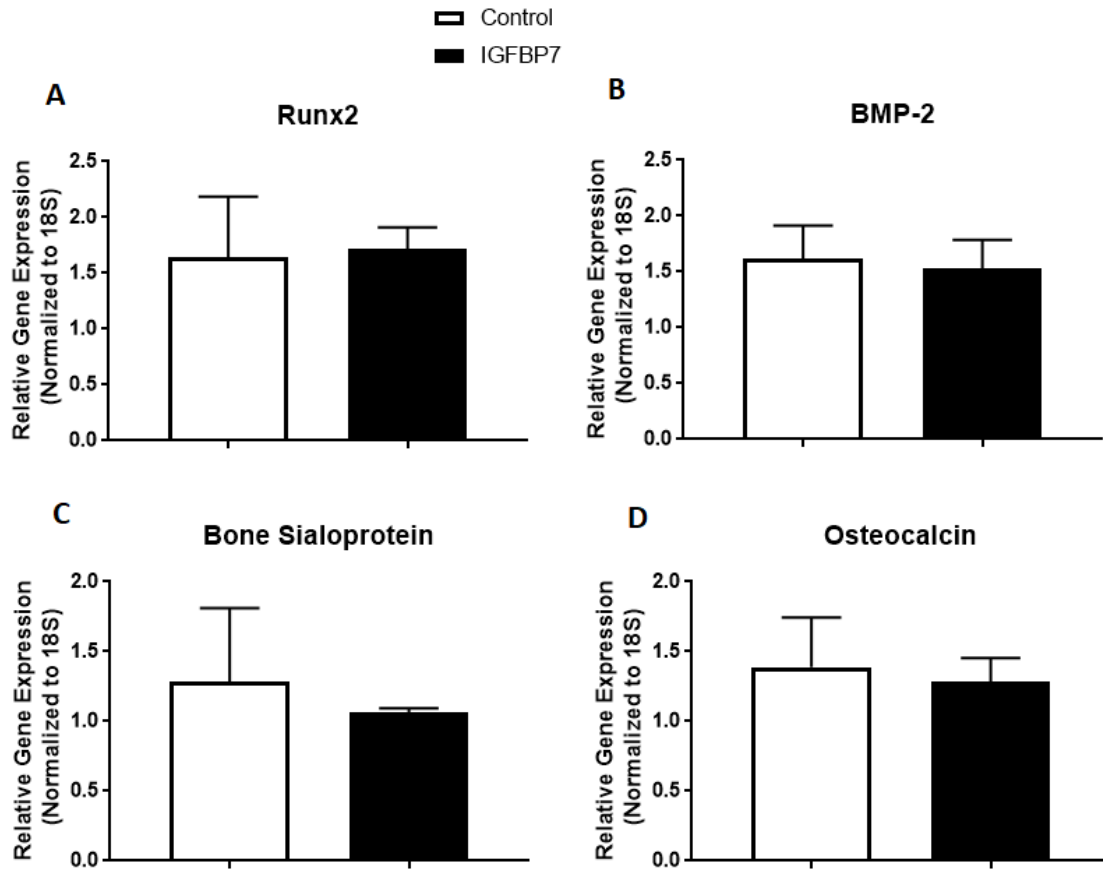 Control
IGFBP7
A
Runx2
Relative Gene Expression
(Normalized to 18S)
2.5
2.0
1.5
1.0
0.5
0.0
B
BMP-2
Relative Gene Expression
(Normalized to 18S)
2.5
2.0
1.5
1.0
0.5
0.0
C
Bone Sialoprotein
Relative Gene Expression
(Normalized to 18S)
2.0
1.5
1.0
0.5
0.0
D
Osteocalcin
Relative Gene Expression
(Normalized to 18S)
2.0
1.5
1.0
0.5
0.0